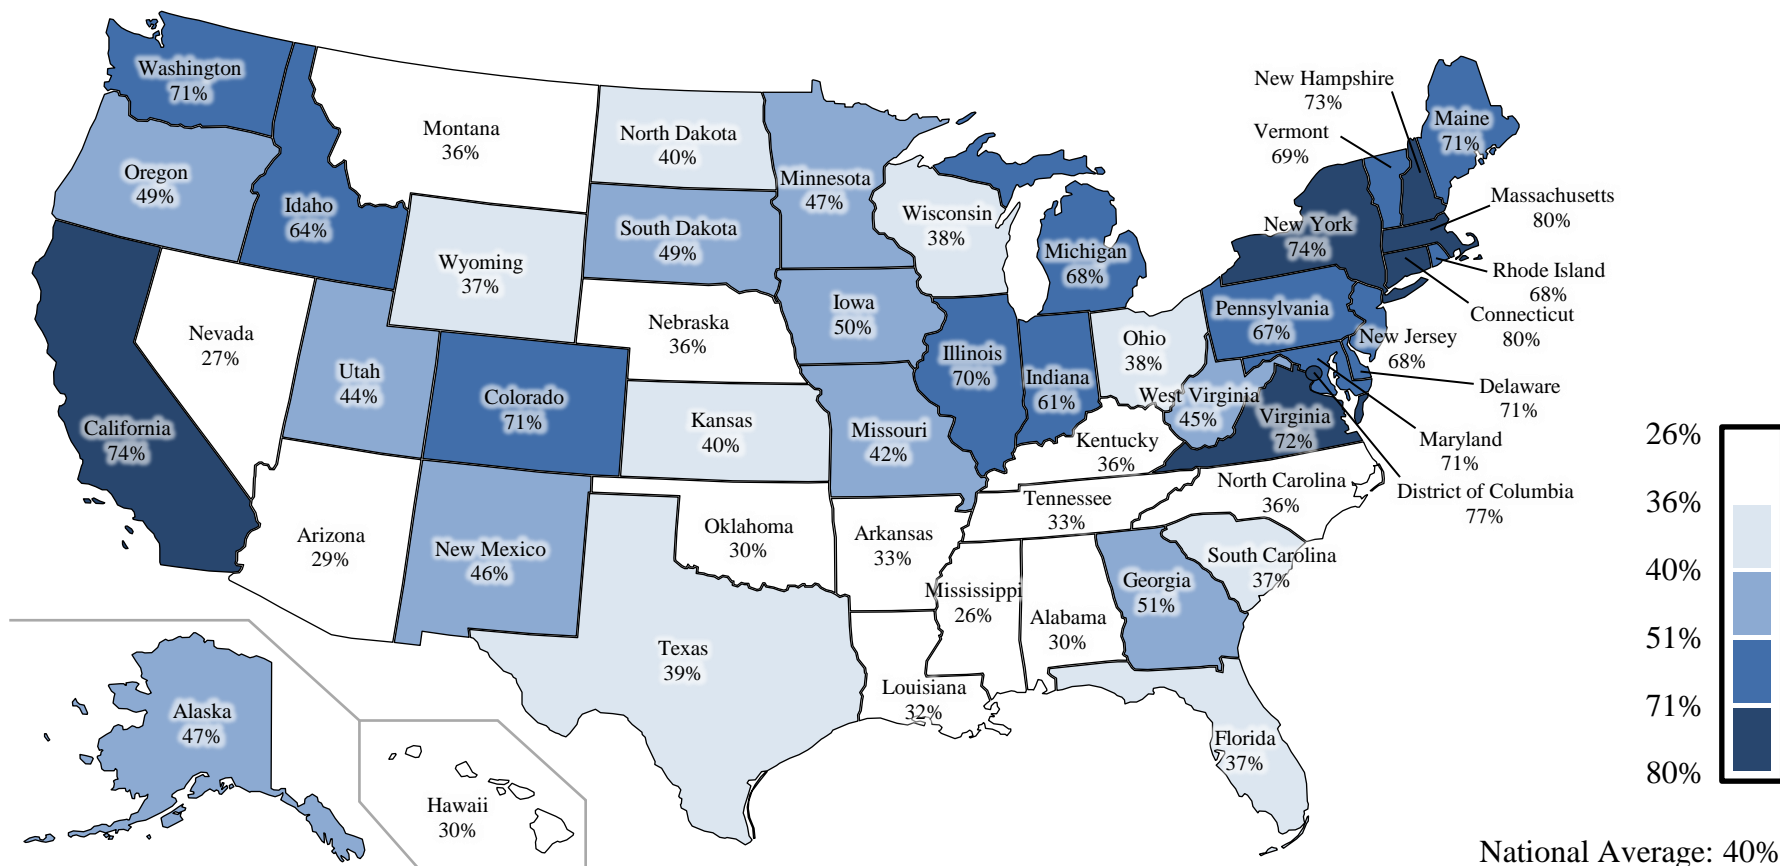 Washington
71%
Montana
36%
North Dakota
40%
Minnesota
47%
New Hampshire
73%
Vermont
69%
Maine
71%
Oregon
49%
Idaho
64%
Wyoming
37%
South Dakota
49%
Wisconsin
38%
Michigan
68%
New York
74%
Massachusetts
80%
Rhode Island
68%
Connecticut
80%
Nevada
27%
Utah
44%
Colorado
71%
Nebraska
36%
Iowa
50%
Illinois
70%
Indiana
61%
Ohio
38%
Pennsylvania
67%
New Jersey
68%
Delaware
71%
Maryland
71%
District of Columbia
77%
California
74%
Kansas
40%
Missouri
42%
Kentucky
36%
West Virginia
45%
Virginia
72%
Arizona
29%
New Mexico
46%
Oklahoma
30%
Arkansas
33%
Tennessee
33%
North Carolina
36%
South Carolina
37%
Texas
39%
Louisiana
32%
Mississippi
26%
Alabama
30%
Georgia
51%
Florida
37%
Alaska
47%
Hawaii
30%
26%
36%
40%
51%
71%
80%
National Average: 40%